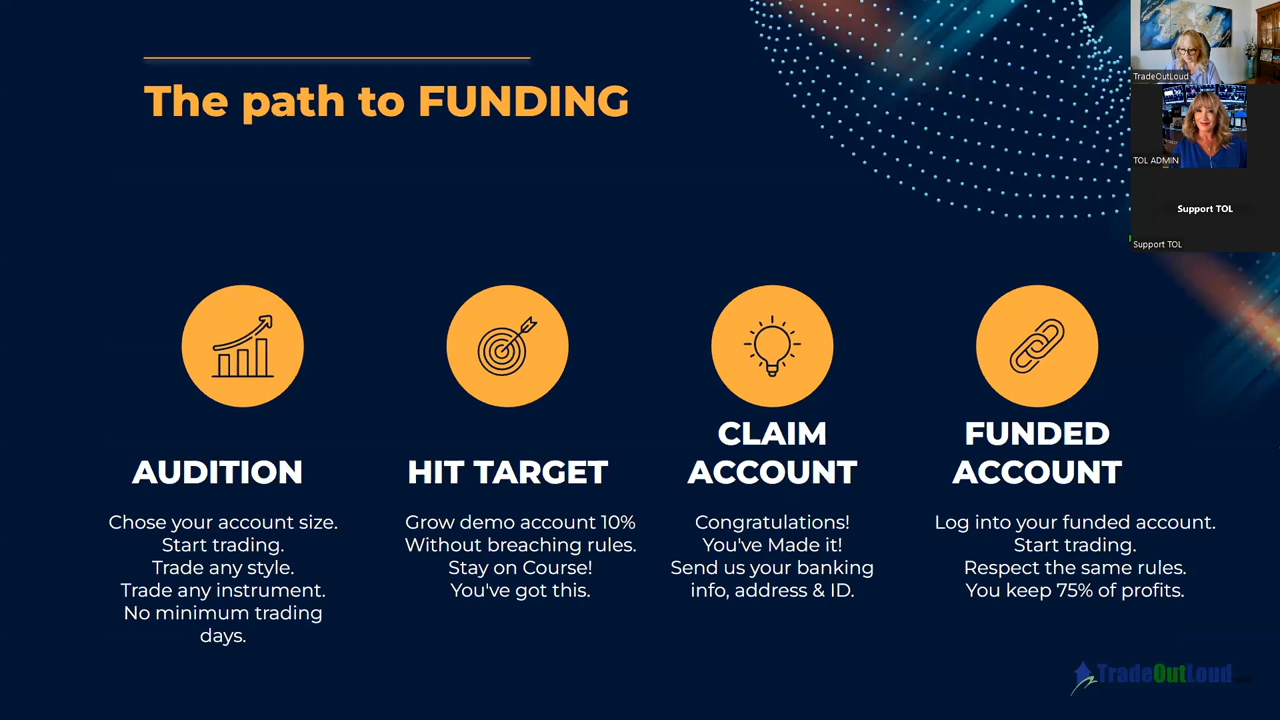 The path to FUNDING
TradeOutLoud
TOL ADMIN
Support TOL
Support TOL
AUDITION
Chose your account size.
Start trading.
Trade any style.
Trade any instrument.
No minimum trading
days.
HIT TARGET
Grow demo account 10%
Without breaching rules.
Stay on Course!
You've got this.
CLAIM
ACCOUNT
Congratulations!
You've Made it!
Send us your banking
info, address & ID.
FUNDED
ACCOUNT
Log into your funded account.
Start trading.
Respect the same rules.
You keep 75% of profits.
TradeOutLoud